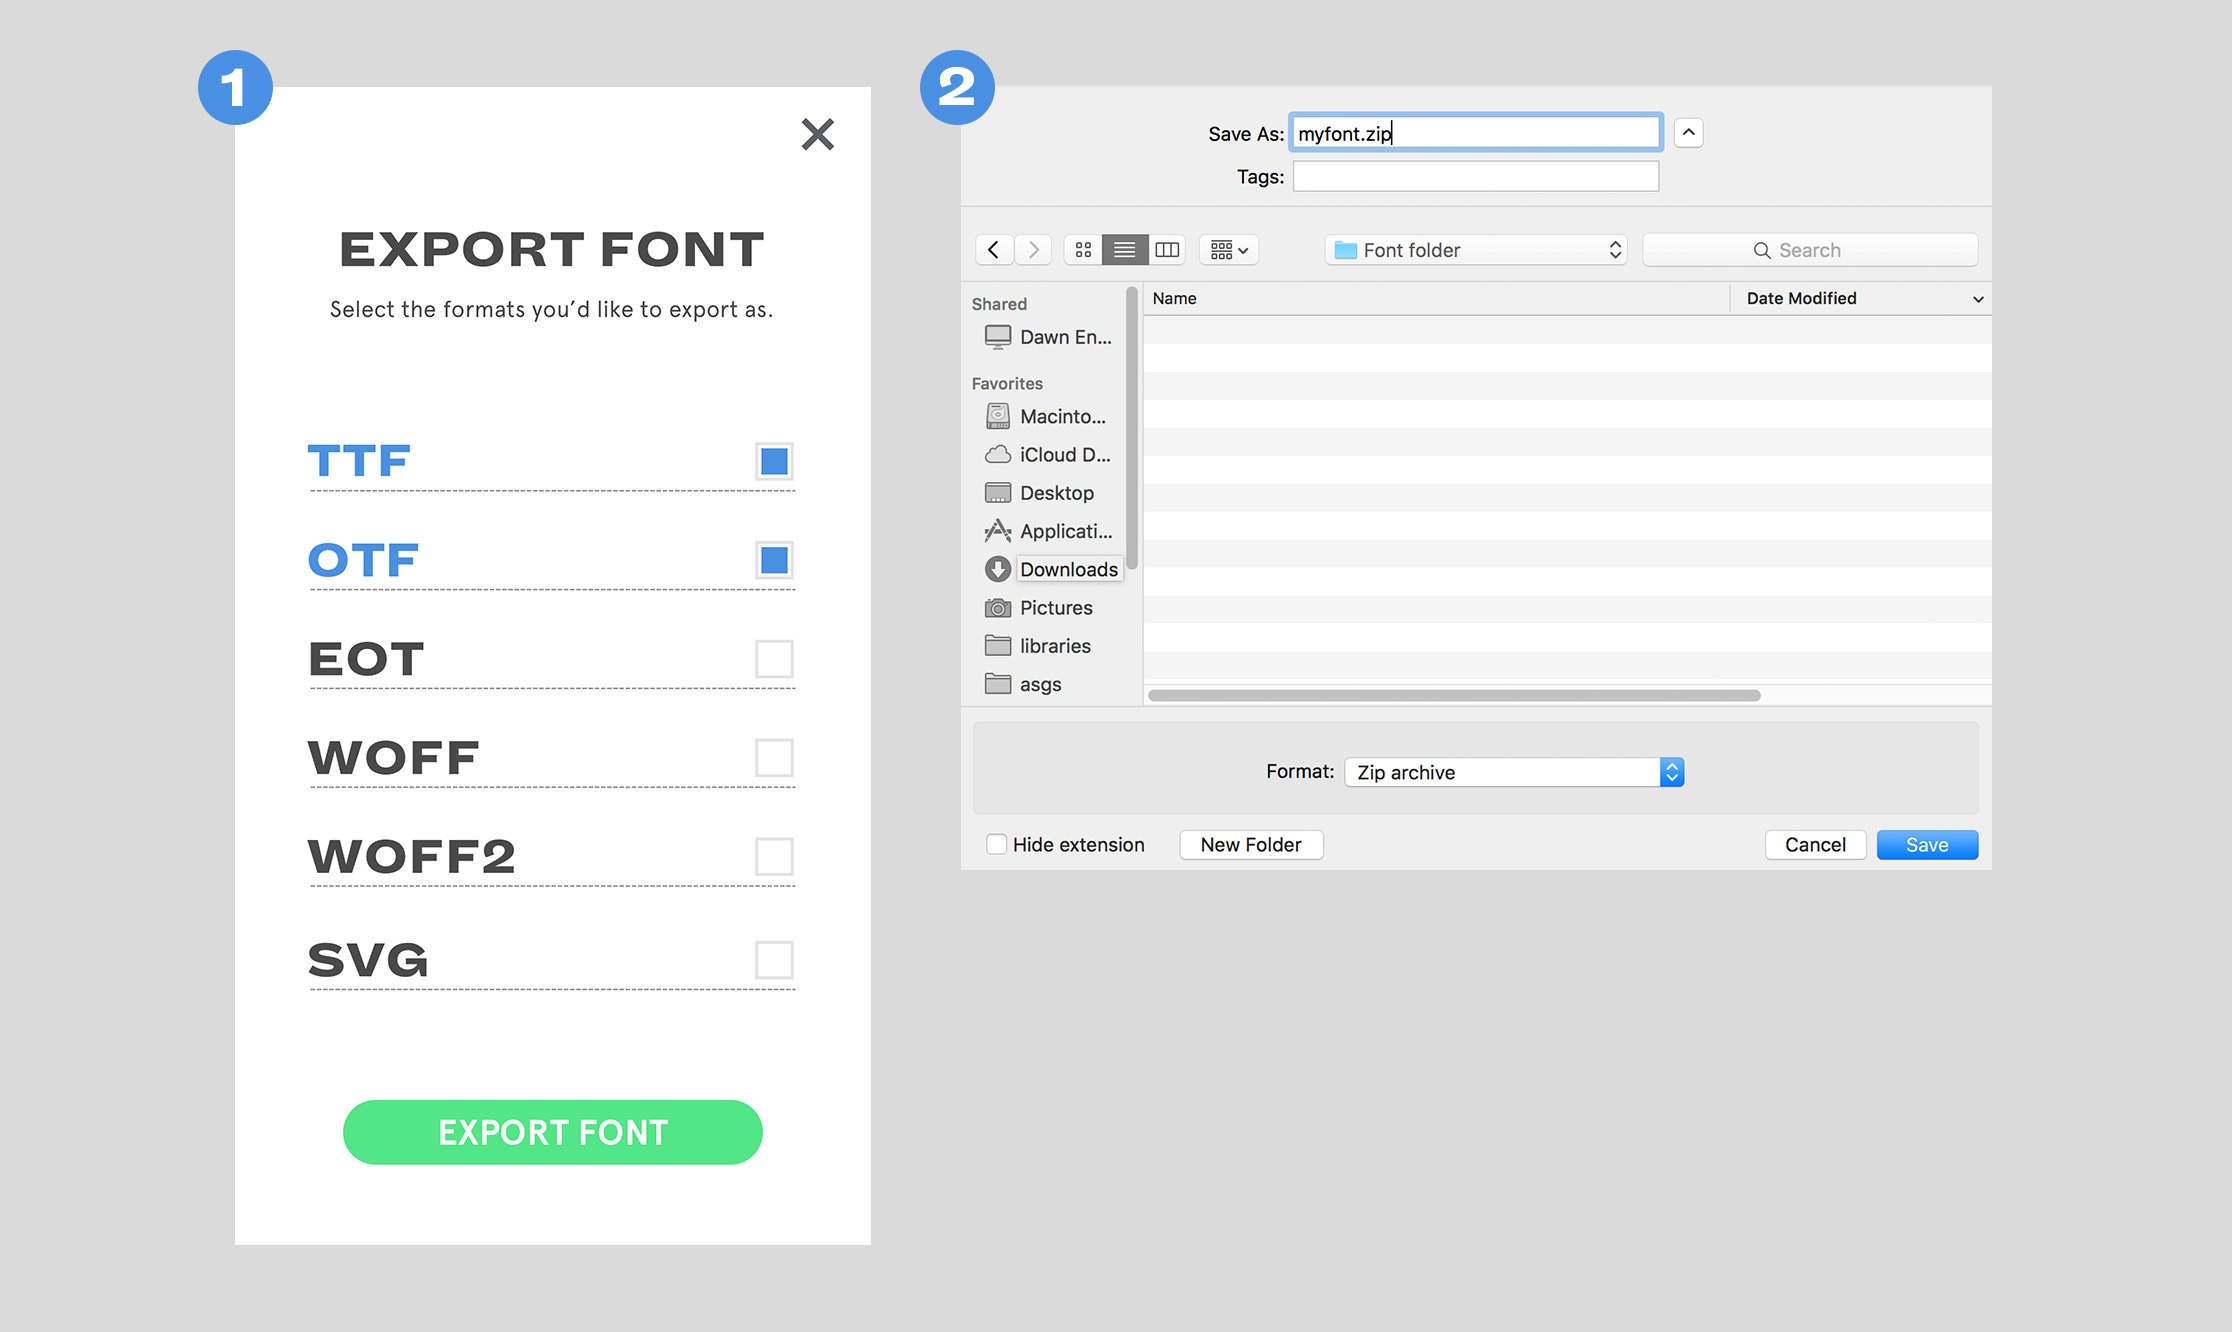 1
EXPORT FONT
Select the formats you’d like to export as.
TTF
OTF
EOT
WOFF
WOFF2
SVG
EXPORT FONT
2
Save As: myfont.zip
Tags:
Font folder
Search
Shared
Dawn En...
Favorites
Macinto...
iCloud D...
Desktop
Applicati...
Downloads
Pictures
libraries
asgs
Name Date Modified
Format: Zip archive
Hide extension New Folder Cancel Save